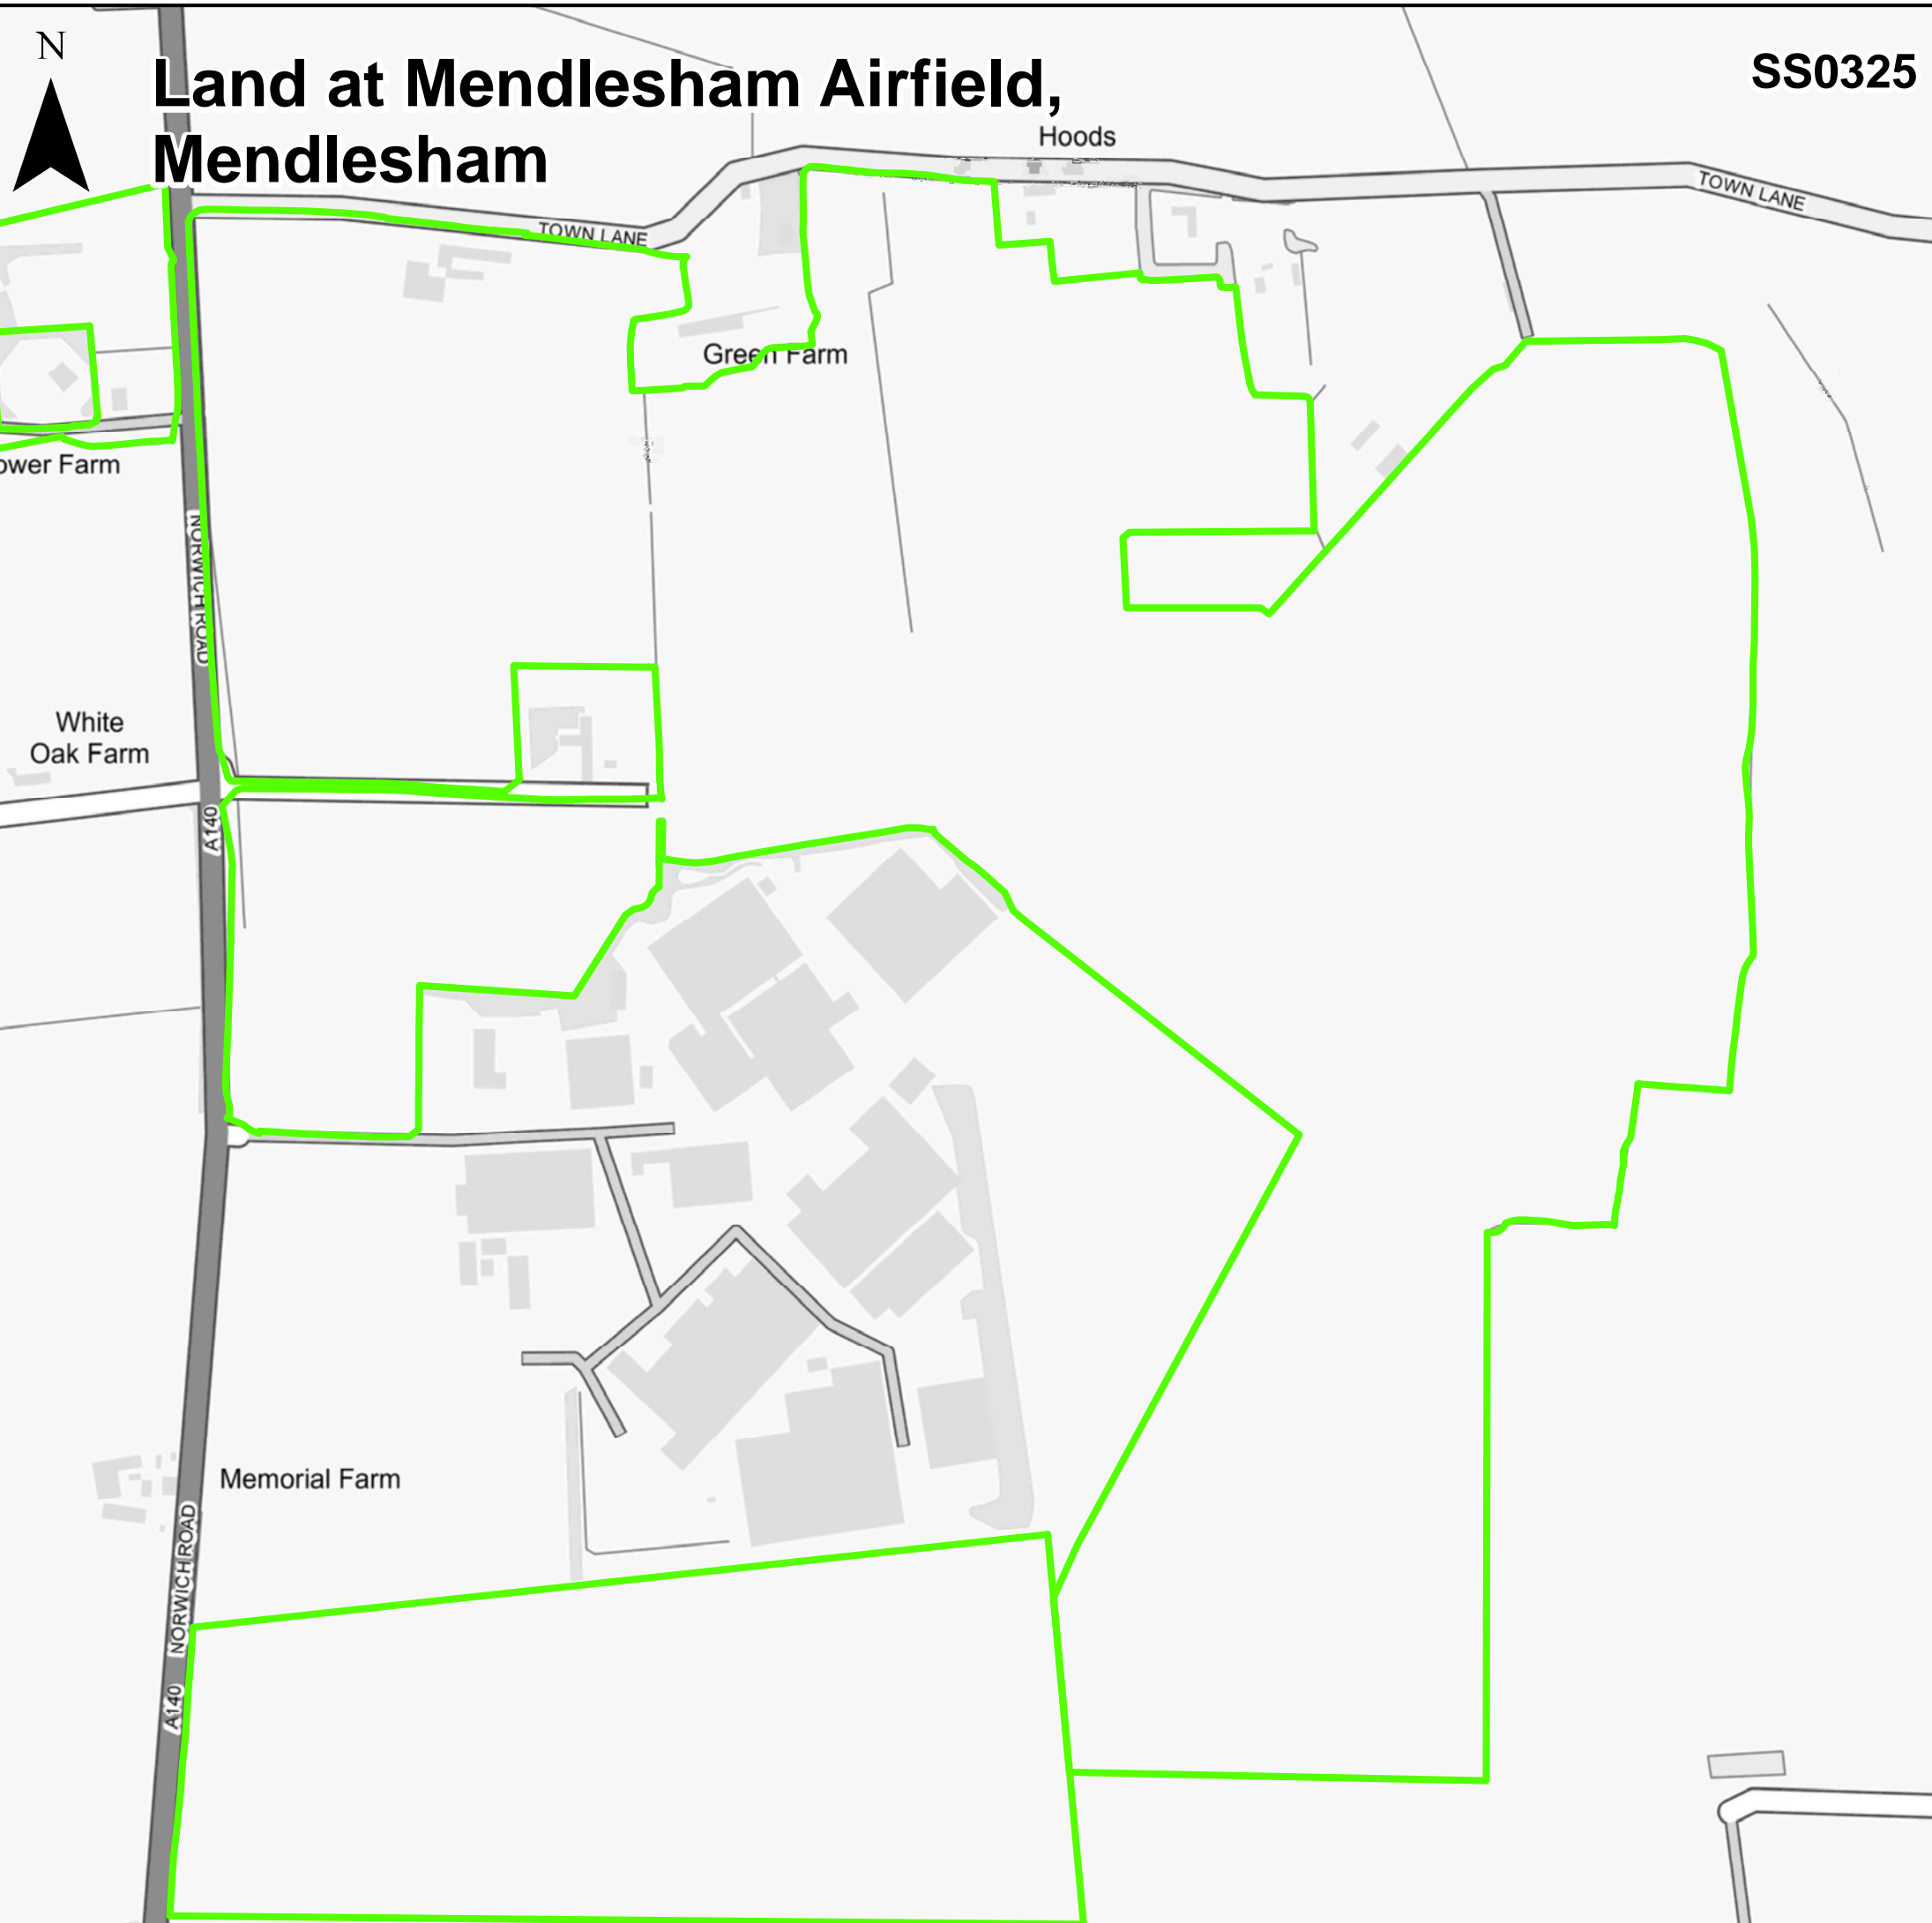 N
Land at Mendlesham Airfield,
Mendlesham
SS0325
Hoods
TOWN LANE
TOWN LANE
Green Farm
ower Farm
NORWICH ROAD
White
Oak Farm
A140
Memorial Farm
NORWICH ROAD
A140